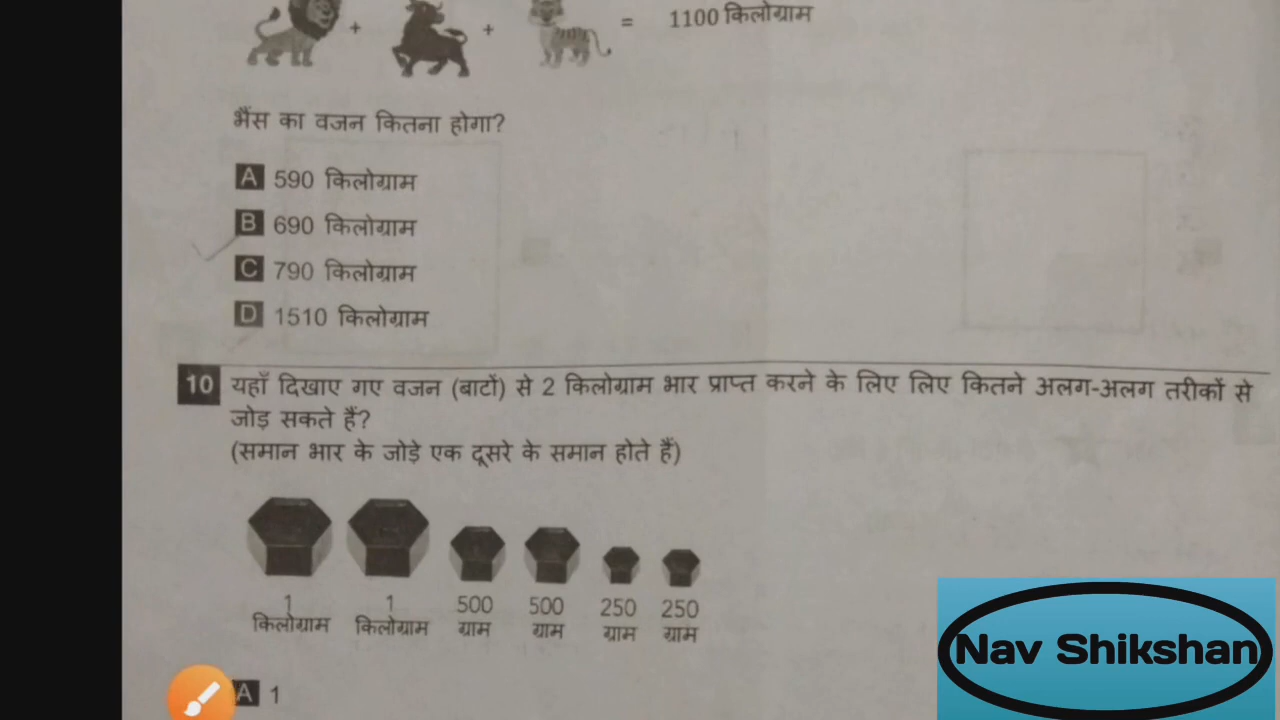 + + = 1100 किलोग्राम
भैंस का वजन कितना होगा?
A 590 किलोग्राम
B 690 किलोग्राम
C 790 किलोग्राम
D 1510 किलोग्राम
10 यहाँ दिखाए गए वजन (बाटों) से 2 किलोग्राम भार प्राप्त करने के लिए लिए कितने अलग-अलग तरीकों से
जोड़ सकते हैं?
(समान भार के जोड़े एक दूसरे के समान होते हैं)
1 1 500 500 250 250
किलोग्राम किलोग्राम ग्राम ग्राम ग्राम ग्राम
A 1
Nav Shikshan